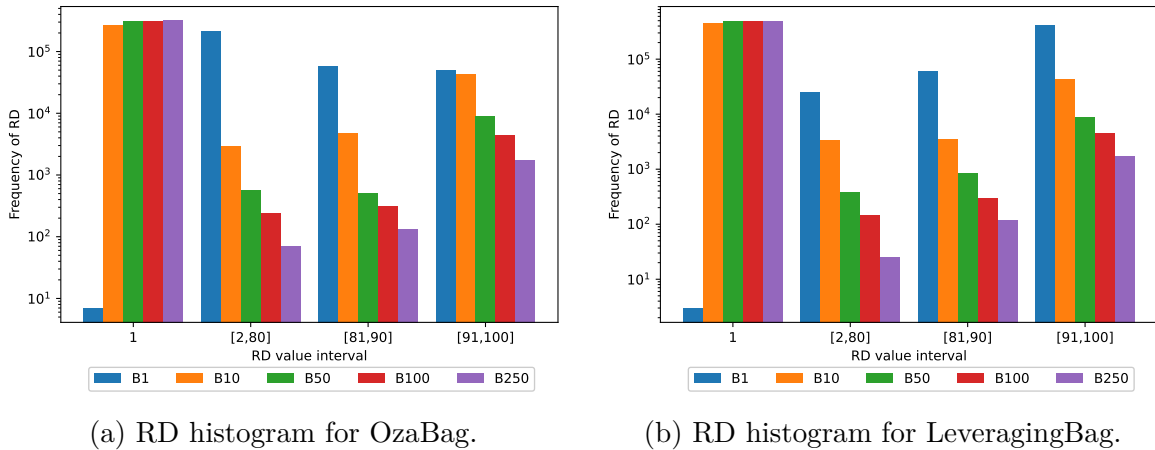 Frequency of RD
10^5
10^4
10^3
10^2
10^1
1 [2,80] [81,90] [91,100]
RD value interval
B1 B10 B50 B100 B250
(a) RD histogram for OzaBag.
Frequency of RD
10^5
10^4
10^3
10^2
10^1
1 [2,80] [81,90] [91,100]
RD value interval
B1 B10 B50 B100 B250
(b) RD histogram for LeveragingBag.